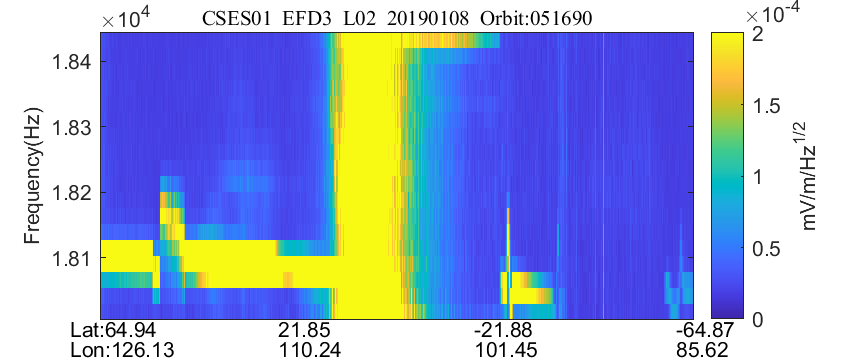 ×10⁴ CSES01 EFD3 L02 20190108 Orbit:051690 ×10⁻⁴
1.84
1.83
1.82
1.81
Frequency(Hz)
2
1.5
1
0.5
0
mV/m/Hz^1/2
Lat:64.94 21.85 -21.88 -64.87
Lon:126.13 110.24 101.45 85.62